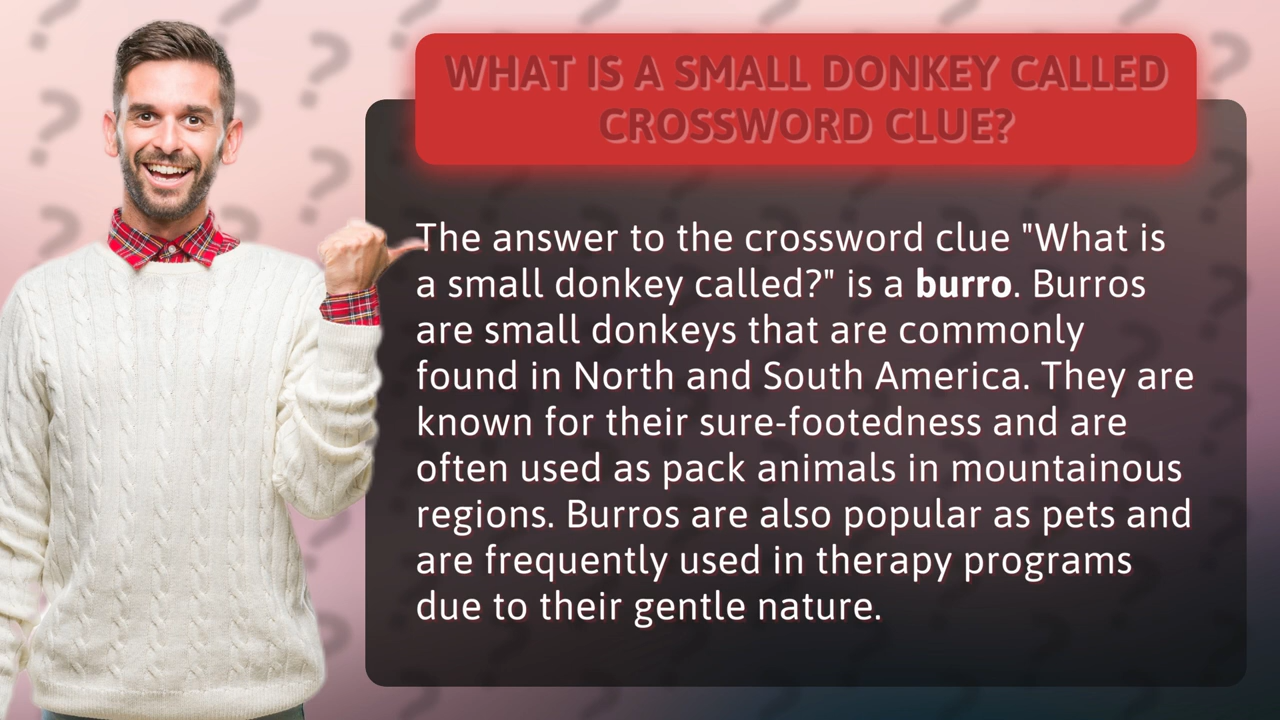 WHAT IS A SMALL DONKEY CALLED
CROSSWORD CLUE?
The answer to the crossword clue "What is
a small donkey called?" is a burro. Burros
are small donkeys that are commonly
found in North and South America. They are
known for their sure-footedness and are
often used as pack animals in mountainous
regions. Burros are also popular as pets and
are frequently used in therapy programs
due to their gentle nature.